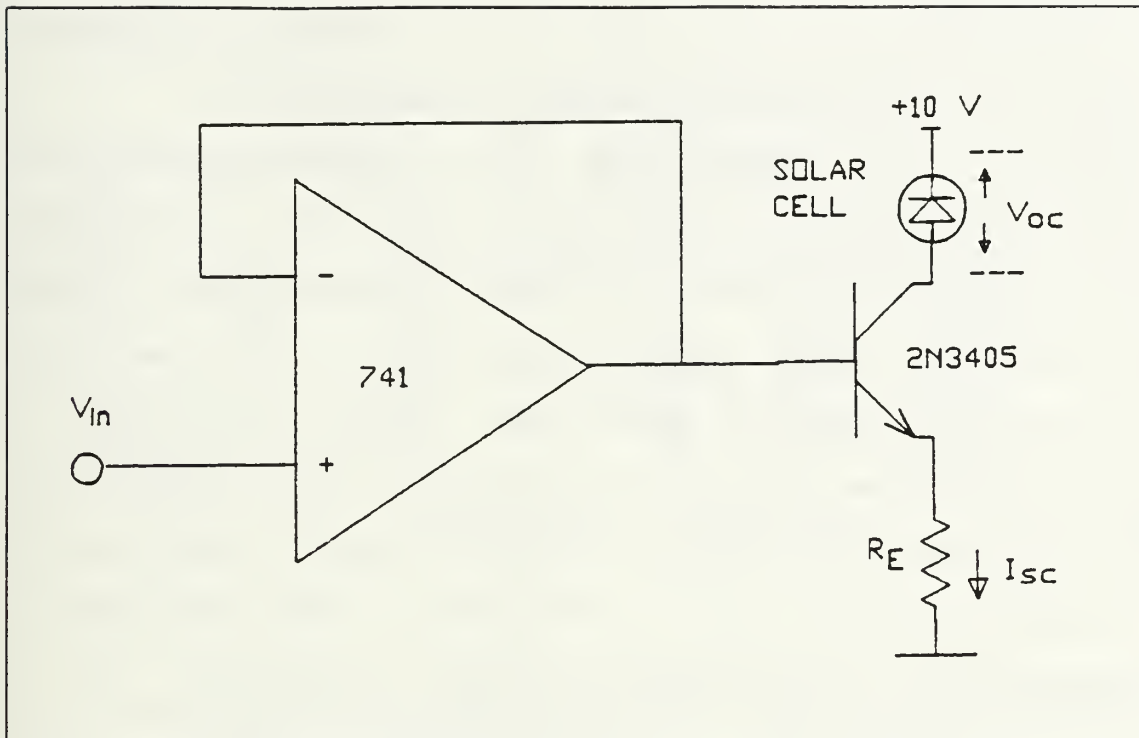 +10 V
SOLAR
CELL
Voc
-
741
2N3405
Vin
+
RE
Isc